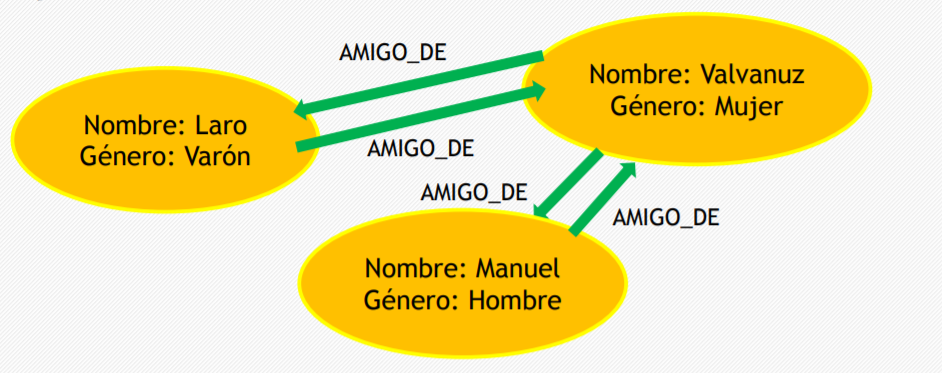 AMIGO_DE
Nombre: Valvanuz
Género: Mujer
Nombre: Laro
Género: Varón
AMIGO_DE
AMIGO_DE
AMIGO_DE
Nombre: Manuel
Género: Hombre